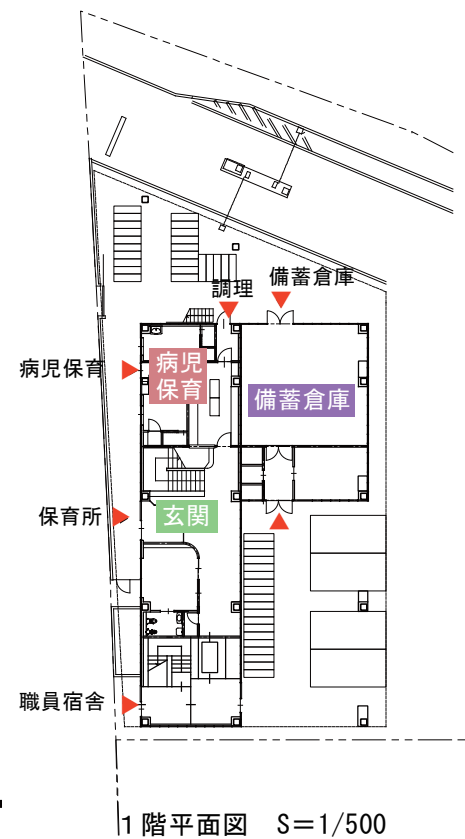 調理
備蓄倉庫
病児保育
病児
保育
備蓄倉庫
保育所
玄関
職員宿舎
1階平面図 S=1/500